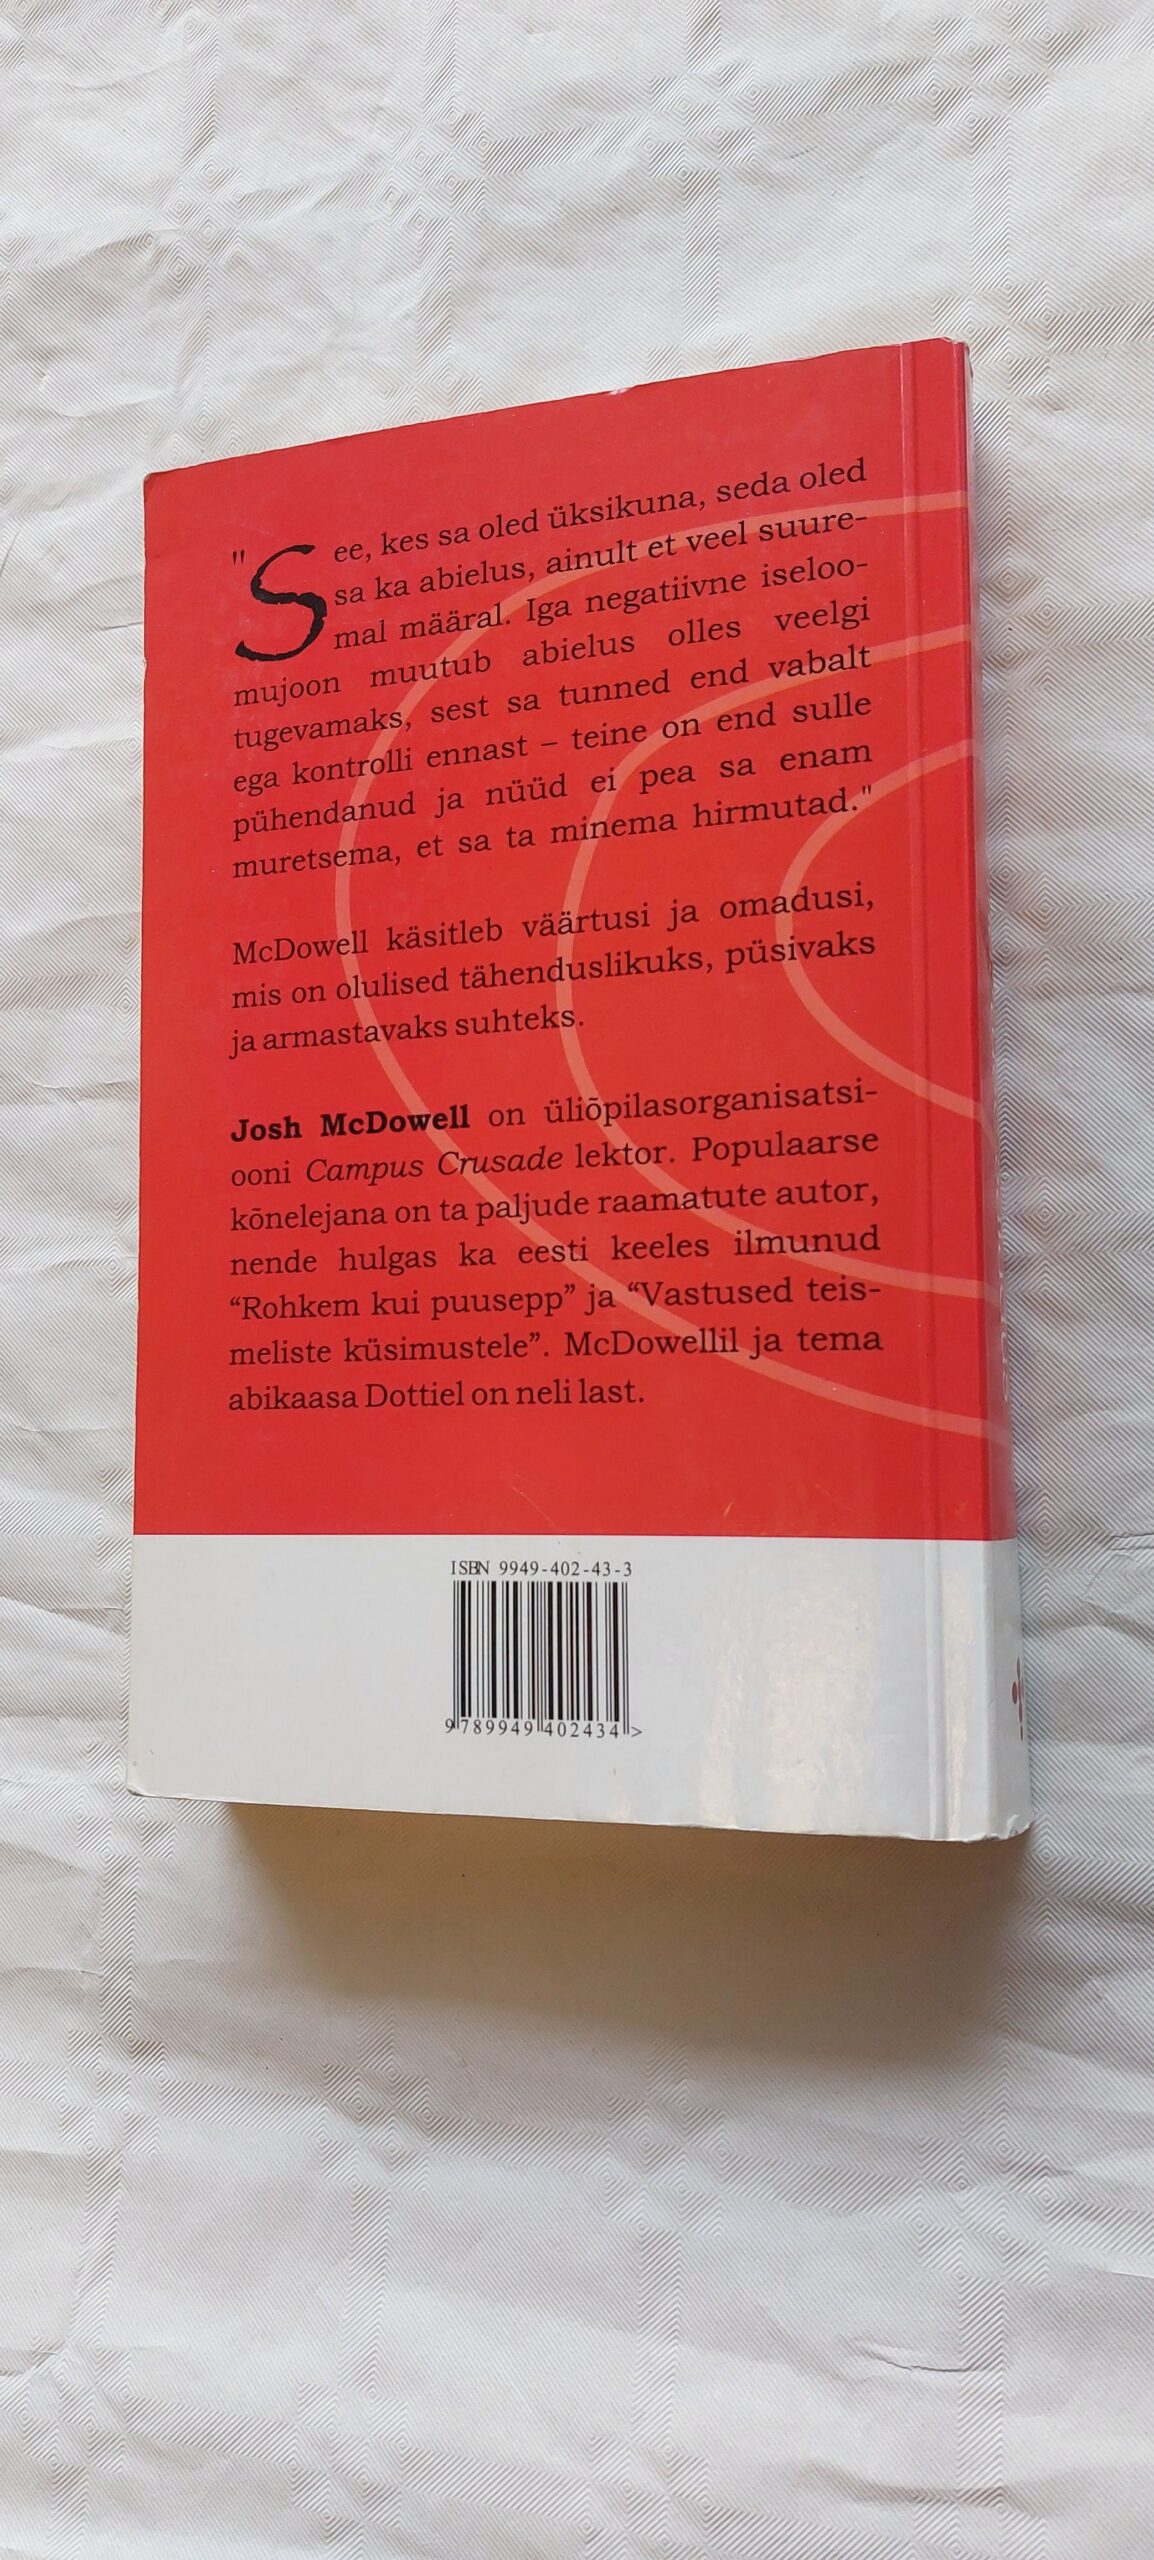 "See, kes sa oled üksikuna, seda oled
sa ka abielus, ainult et veel suure-
mal määral. Iga negatiivne iseloo-
mujoon muutub abielus olles veelgi
tugevamaks, sest sa tunned end vabalt
ega kontrolli ennast – teine on end sulle
pühendanud ja nüüd ei pea sa enam
muretsema, et sa ta minema hirmutad."
McDowell käsitleb väärtusi ja omadusi,
mis on olulised tähenduslikuks, püsivaks
ja armastavaks suhteks.
Josh McDowell on üliõpilasorganisatsi-
ooni Campus Crusade lektor. Populaarse
kõnelejana on ta paljude raamatute autor,
nende hulgas ka eesti keeles ilmunud
“Rohkem kui puusepp” ja “Vastused teis-
meliste küsimustele”. McDowellil ja tema
abikaasa Dottiel on neli last.
ISBN 9949-402-43-3
9 789949 402434 >